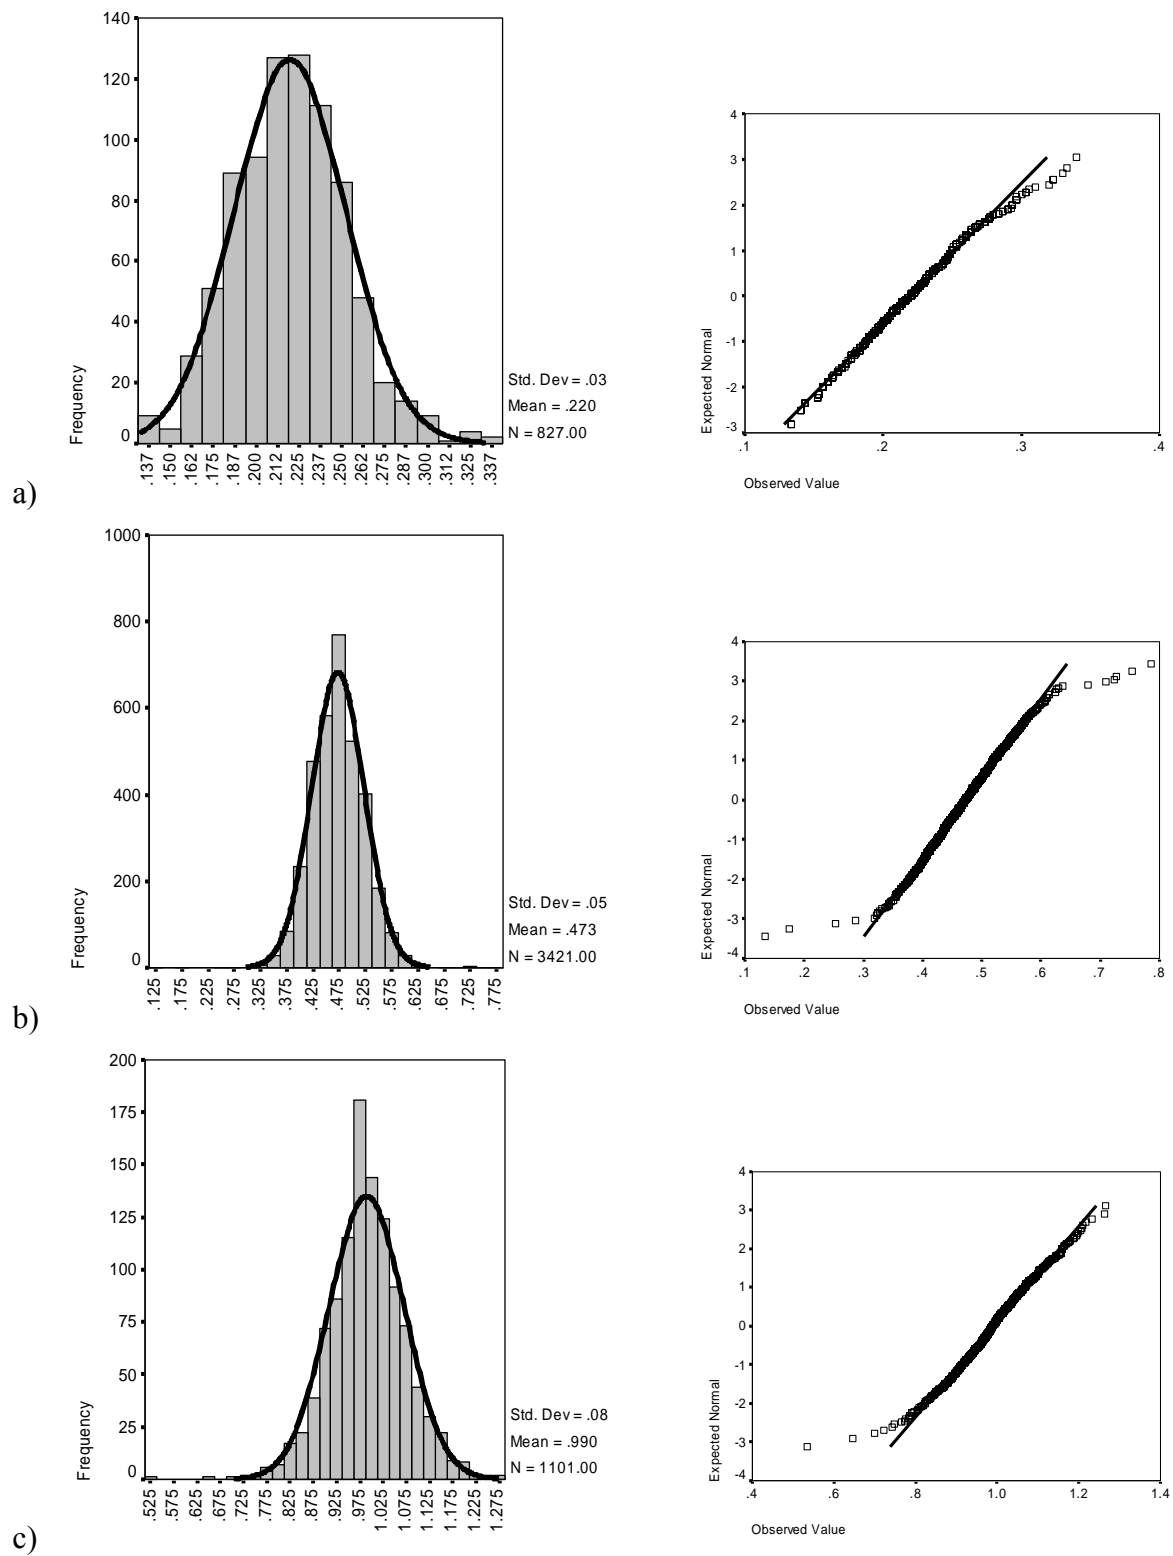 140
120
100
80
60
40
20
0
Frequency
.137 .150 .162 .175 .187 .200 .212 .225 .237 .250 .262 .275 .287 .300 .312 .325 .337
Std. Dev = .03
Mean = .220
N = 827.00
4
3
2
1
0
-1
-2
-3
Expected Normal
.1 .2 .3 .4
Observed Value
a)
1000
800
600
400
200
0
Frequency
.125 .175 .225 .275 .325 .375 .425 .475 .525 .575 .625 .675 .725 .775
Std. Dev = .05
Mean = .473
N = 3421.00
4
3
2
1
0
-1
-2
-3
-4
Expected Normal
.1 .2 .3 .4 .5 .6 .7 .8
Observed Value
b)
200
175
150
125
100
75
50
25
0
Frequency
.525 .575 .625 .675 .725 .775 .825 .875 .925 .975 1.025 1.075 1.125 1.175 1.225 1.275
Std. Dev = .08
Mean = .990
N = 1101.00
4
3
2
1
0
-1
-2
-3
-4
Expected Normal
.4 .6 .8 1.0 1.2 1.4
Observed Value
c)